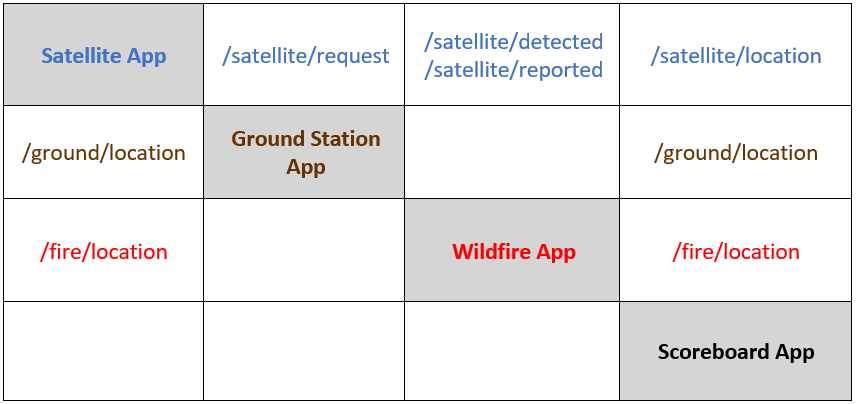 Satellite App
/satellite/request
/satellite/detected
/satellite/reported
/satellite/location
/ground/location
Ground Station
App
/ground/location
/fire/location
Wildfire App
/fire/location
Scoreboard App